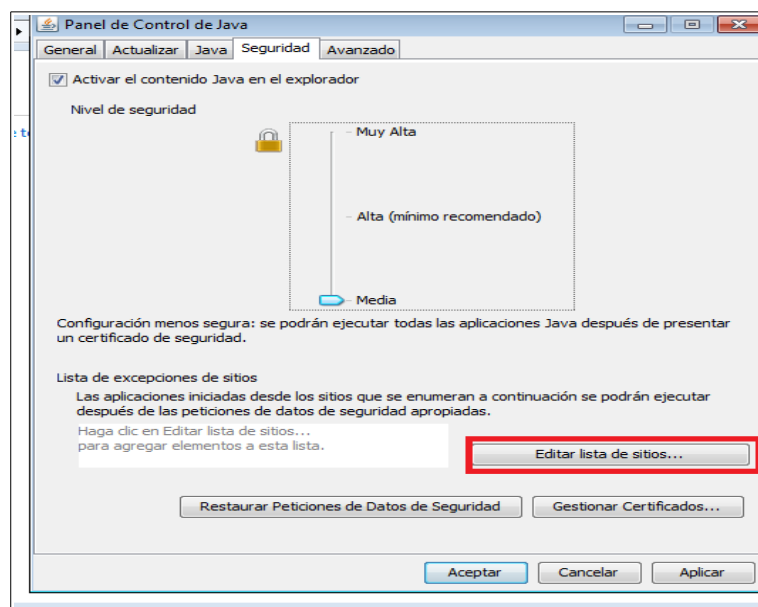 Panel de Control de Java
General Actualizar Java Seguridad Avanzado
Activar el contenido Java en el explorador
Nivel de seguridad
Muy Alta
Alta (mínimo recomendado)
Media
Configuración menos segura: se podrán ejecutar todas las aplicaciones Java después de presentar
un certificado de seguridad.
Lista de excepciones de sitios
Las aplicaciones iniciadas desde los sitios que se enumeran a continuación se podrán ejecutar
después de las peticiones de datos de seguridad apropiadas.
Haga clic en Editar lista de sitios...
para agregar elementos a esta lista.
Editar lista de sitios...
Restaurar Peticiones de Datos de Seguridad Gestionar Certificados...
Aceptar Cancelar Aplicar